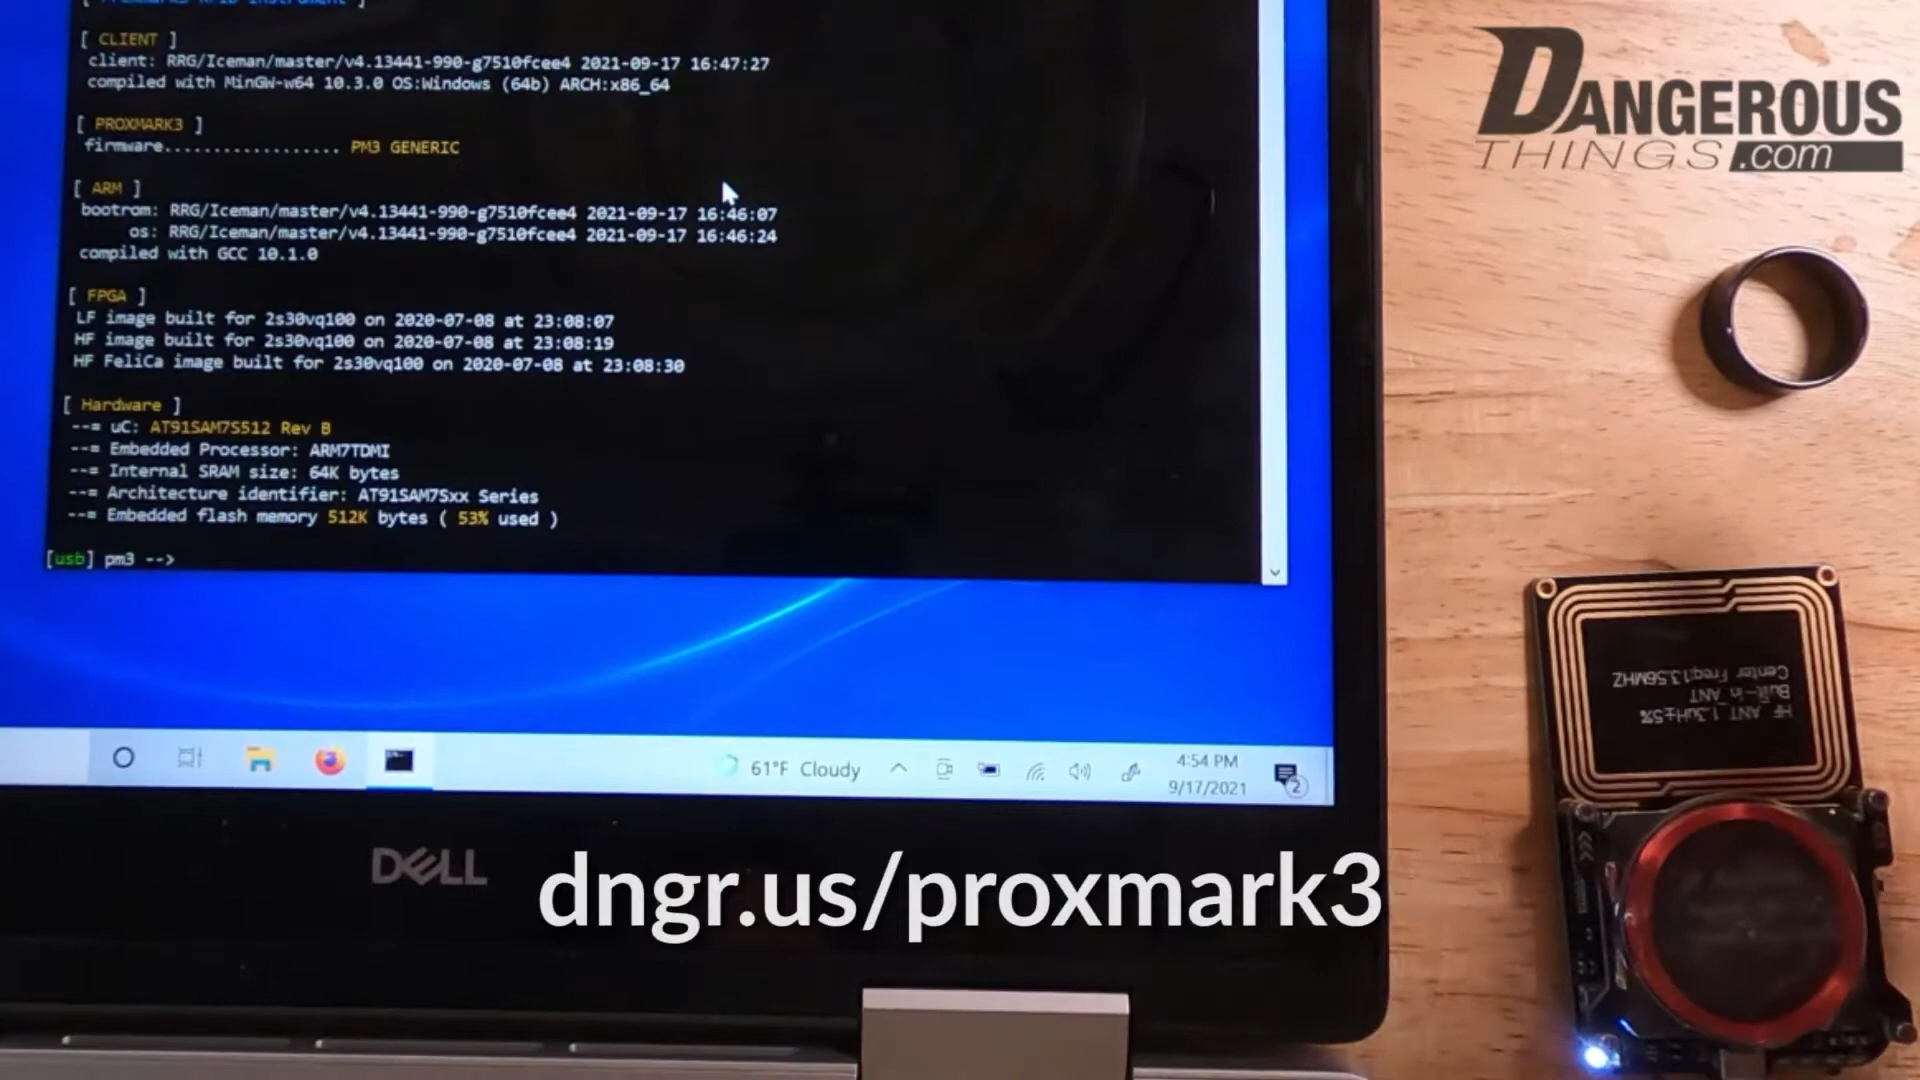 [ Proxmark3 RFID instrument ]
[ CLIENT ]
client: RRG/Iceman/master/v4.13441-990-g7510fcee4 2021-09-17 16:47:27
compiled with MinGW-w64 10.3.0 OS:Windows (64b) ARCH:x86_64
[ PROXMARK3 ]
firmware.................. PM3 GENERIC
[ ARM ]
bootrom: RRG/Iceman/master/v4.13441-990-g7510fcee4 2021-09-17 16:46:07
os: RRG/Iceman/master/v4.13441-990-g7510fcee4 2021-09-17 16:46:24
compiled with GCC 10.1.0
[ FPGA ]
LF image built for 2s30vq100 on 2020-07-08 at 23:08:07
HF image built for 2s30vq100 on 2020-07-08 at 23:08:19
HF FeliCa image built for 2s30vq100 on 2020-07-08 at 23:08:30
[ Hardware ]
--= uC: AT91SAM7S512 Rev B
--= Embedded Processor: ARM7TDMI
--= Internal SRAM size: 64K bytes
--= Architecture identifier: AT91SAM7Sxx Series
--= Embedded flash memory 512K bytes ( 53% used )
[usb] pm3 -->
61°F Cloudy
4:54 PM
9/17/2021
2
DELL
dngr.us/proxmark3
DANGEROUS
THINGS.com
HF ANT 1.3uH±5%
Built-in ANT
Center Freq:13.56MHZ